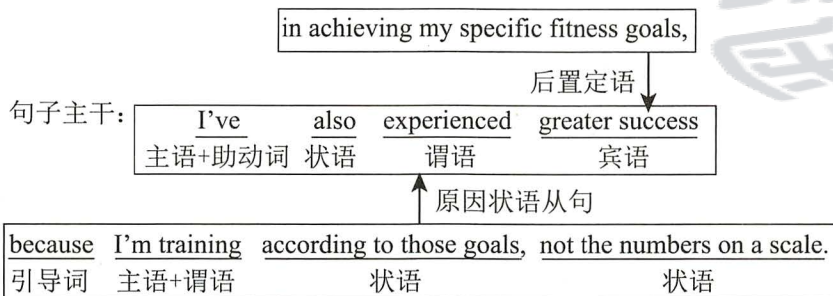 in achieving my specific fitness goals,
后置定语
句子主干：
I've also experienced greater success
主语+助动词 状语 谓语 宾语
原因状语从句
because I'm training according to those goals, not the numbers on a scale.
引导词 主语+谓语 状语 状语